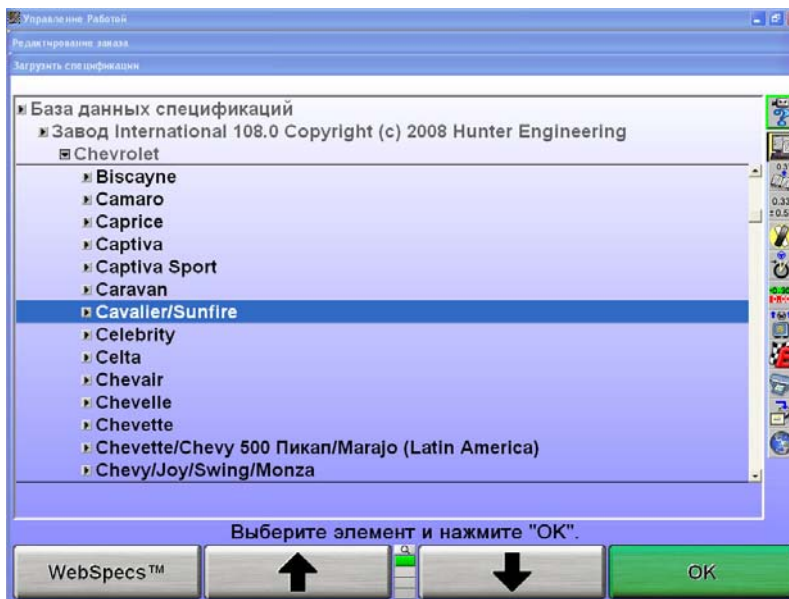 Управление Работой
Редактирование заказа
Загрузить спецификации
База данных спецификаций
Завод International 108.0 Copyright (c) 2008 Hunter Engineering
Chevrolet
Biscayne
Camaro
Caprice
Captiva
Captiva Sport
Caravan
Cavalier/Sunfire
Celebrity
Celta
Chevair
Chevelle
Chevette
Chevette/Chevy 500 Пикап/Marajo (Latin America)
Chevy/Joy/Swing/Monza
Выберите элемент и нажмите "OK".
WebSpecs™
OK